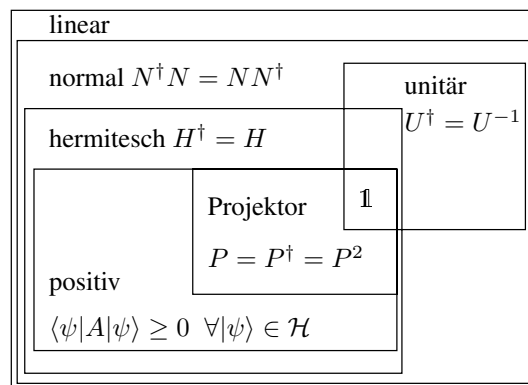 linear
normal N†N = NN†
unitär
U† = U⁻¹
hermitesch H† = H
𝟙
Projektor
P = P† = P²
positiv
⟨ψ|A|ψ⟩ ≥ 0 ∀|ψ⟩ ∈ ℋ